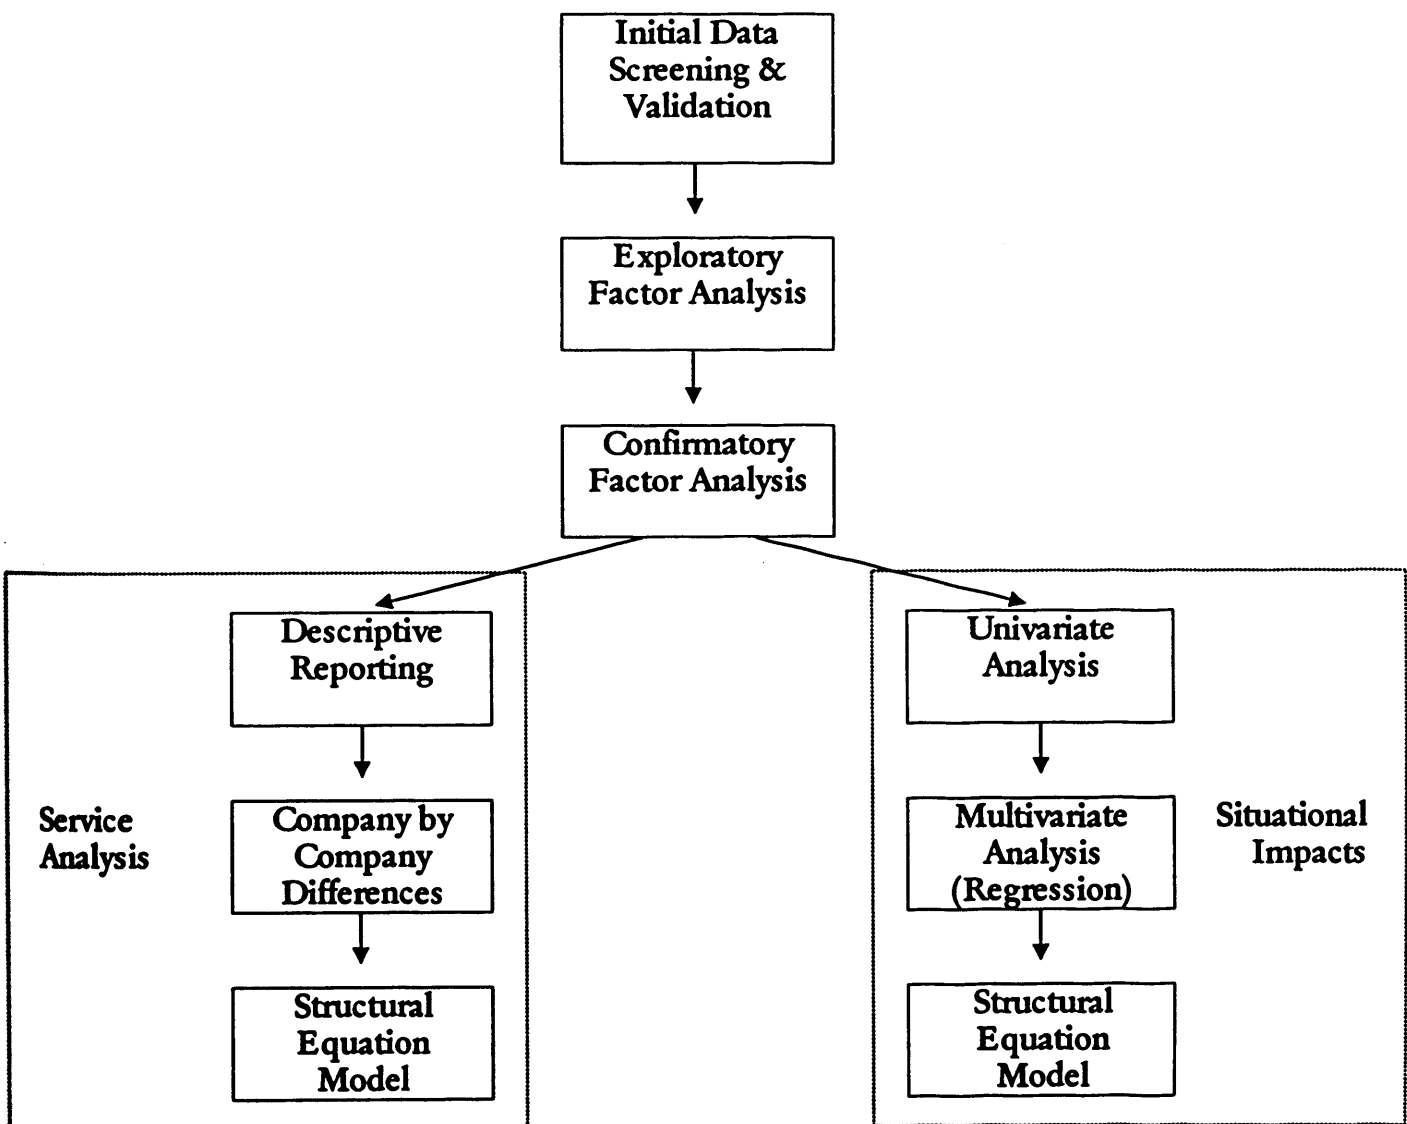 Initial Data
Screening &
Validation
Exploratory
Factor Analysis
Confirmatory
Factor Analysis
Descriptive
Reporting
Univariate
Analysis
Service
Analysis
Company by
Company
Differences
Multivariate
Analysis
(Regression)
Situational
Impacts
Structural
Equation
Model
Structural
Equation
Model